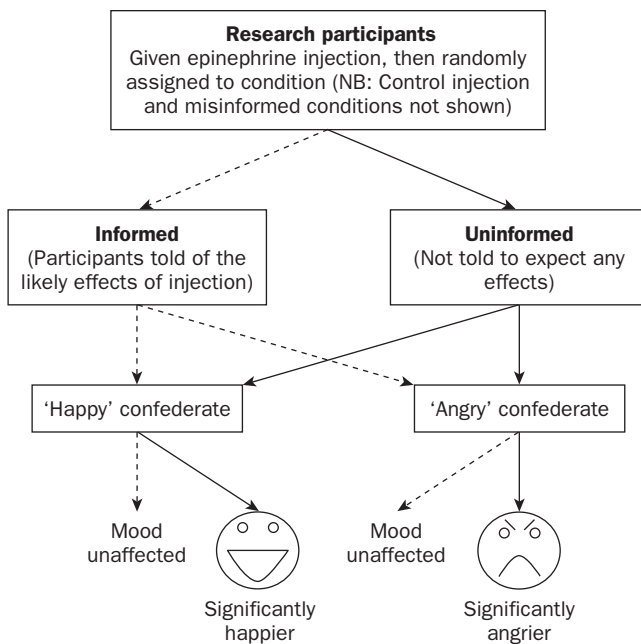 Research participants
Given epinephrine injection, then randomly
assigned to condition (NB: Control injection
and misinformed conditions not shown)
Informed
(Participants told of the
likely effects of injection)
Uninformed
(Not told to expect any
effects)
‘Happy’ confederate
‘Angry’ confederate
Mood
unaffected
Significantly
happier
Mood
unaffected
Significantly
angrier